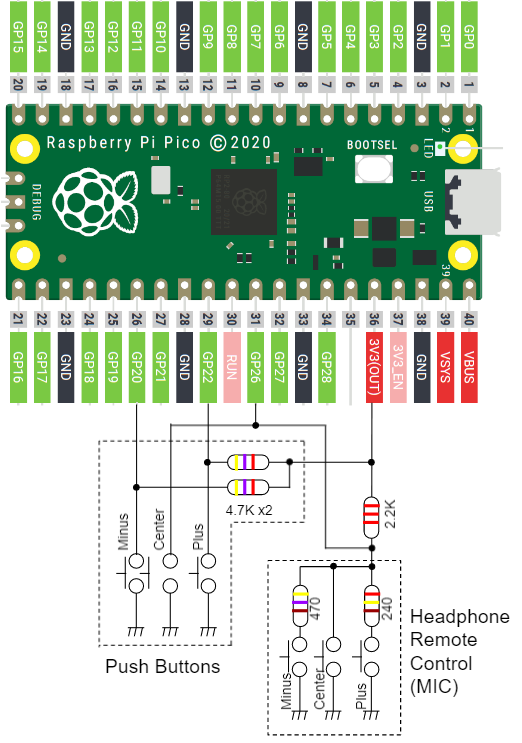 GP15 GP14 GND GP13 GP12 GP11 GP10 GND GP9 GP8 GP7 GP6 GND GP5 GP4 GP3 GP2 GND GP1 GP0
20 19 18 17 16 15 14 13 12 11 10 9 8 7 6 5 4 3 2 1
2 1
Raspberry Pi Pico © 2020
BOOTSEL
LED
DEBUG
USB
39
21 22 23 24 25 26 27 28 29 30 31 32 33 34 35 36 37 38 39 40
GP16 GP17 GND GP18 GP19 GP20 GP21 GND GP22 RUN GP26 GP27 GND GP28 3V3(OUT) 3V3_EN GND VSYS VBUS
4.7K x2
2.2K
Minus
Center
Plus
Push Buttons
470
240
Minus
Center
Plus
Headphone
Remote
Control
(MIC)